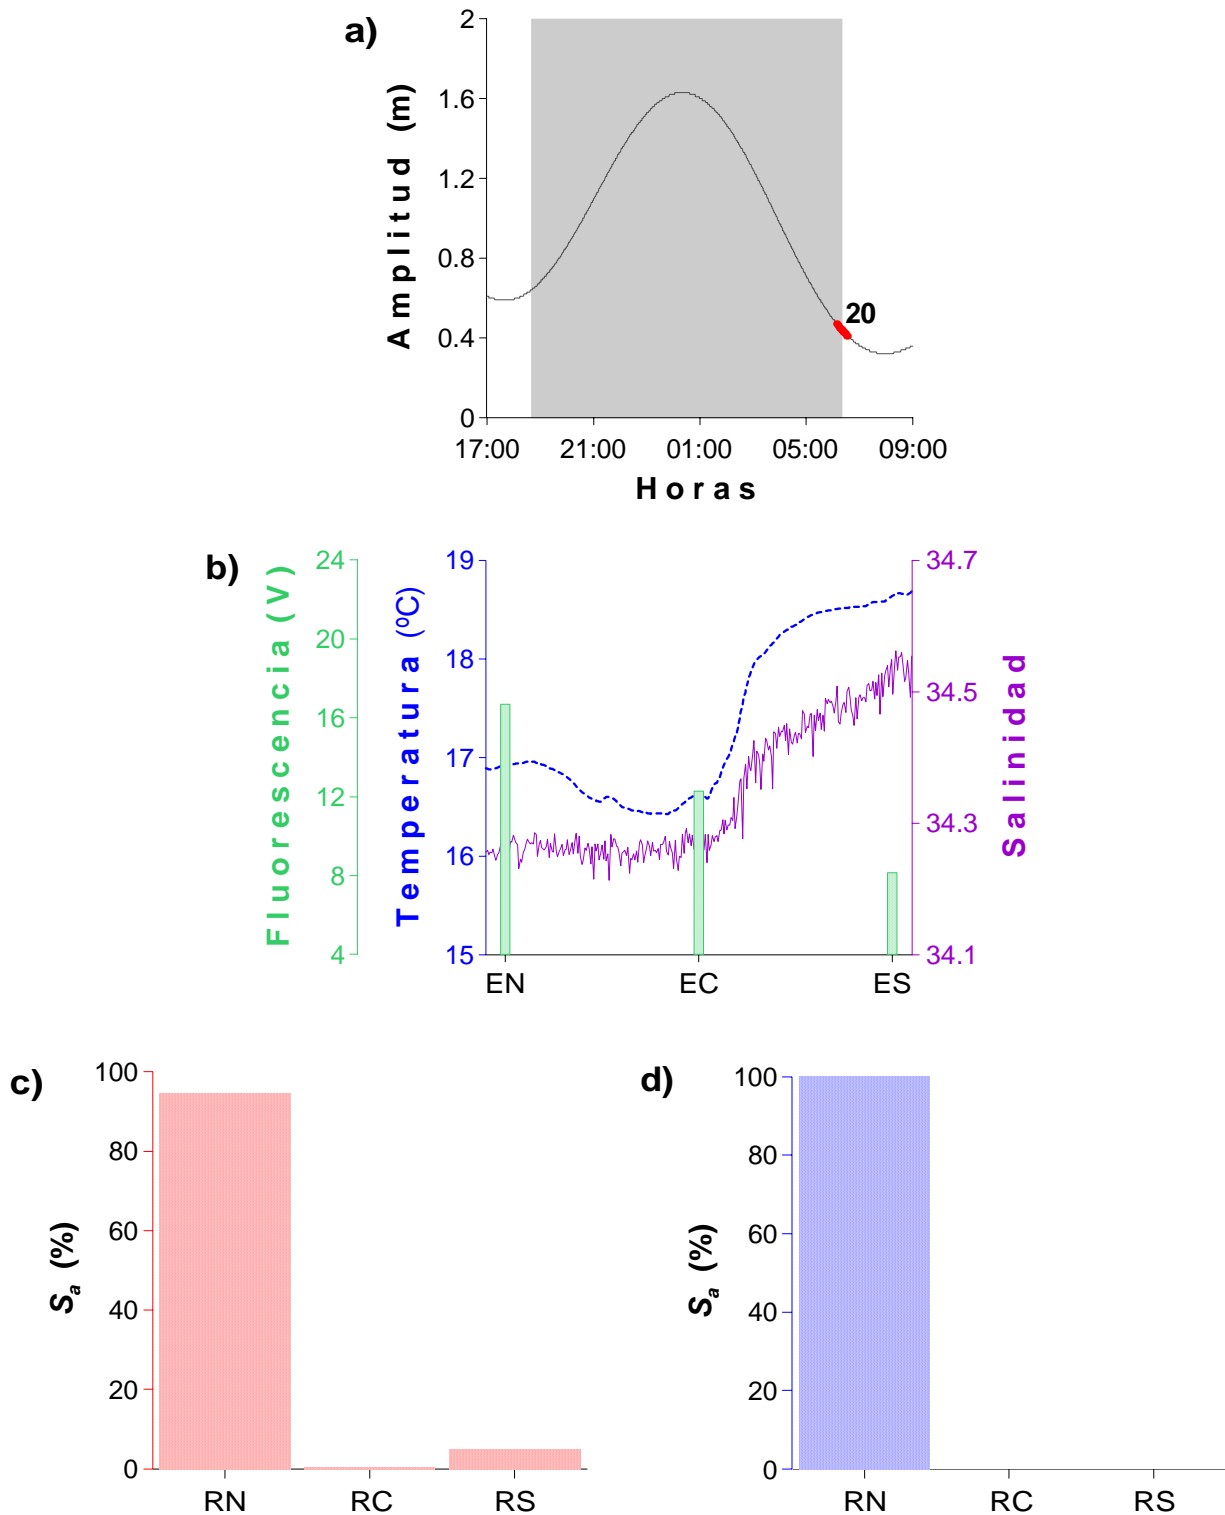 a)
Amplitud (m)
2
1.6
1.2
0.8
0.4
0
20
17:00 21:00 01:00 05:00 09:00
Horas
b)
Fluorescencia (V)
24
20
16
12
8
4
Temperatura (ºC)
19
18
17
16
15
34.7
34.5
34.3
34.1
Salinidad
EN EC ES
c)
Sa (%)
100
80
60
40
20
0
RN RC RS
d)
Sa (%)
100
80
60
40
20
0
RN RC RS